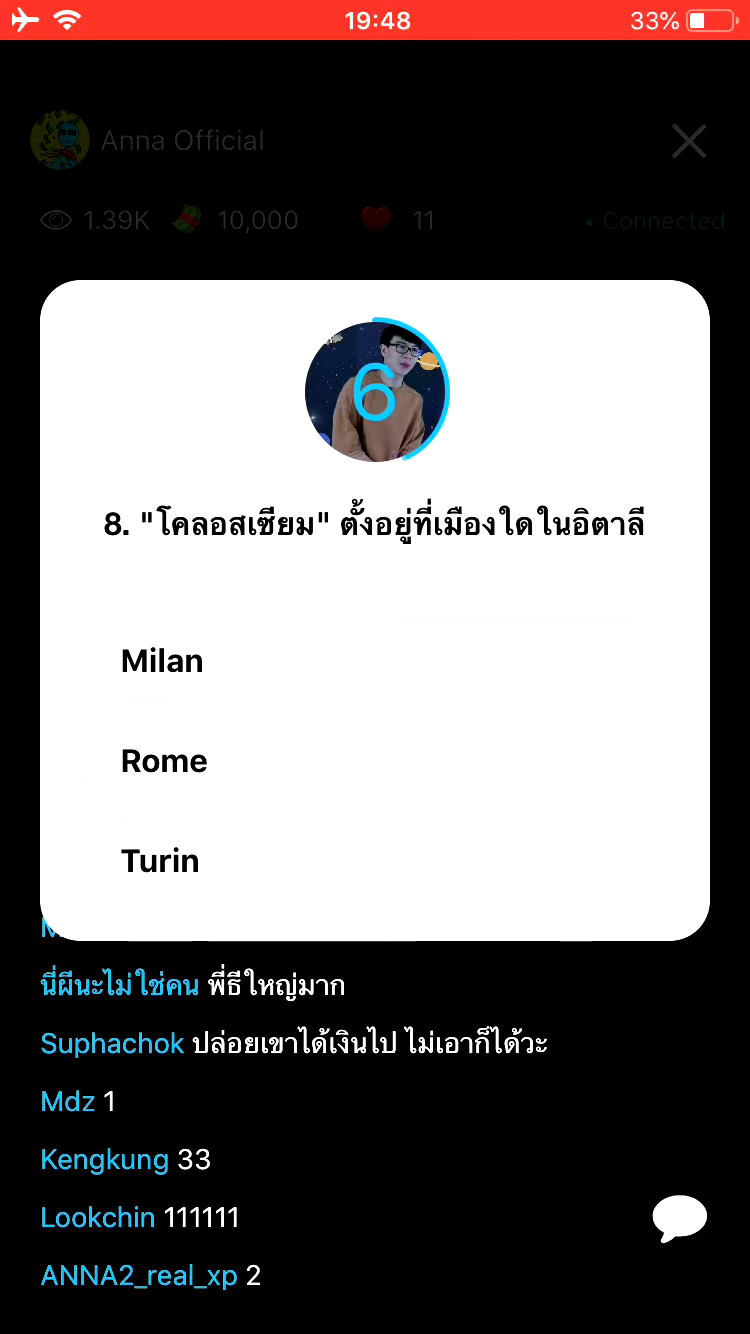 19:48
33%
Anna Official
1.39K 10,000 11 • Connected
6
8. "โคลอสเซียม" ตั้งอยู่ที่เมืองใดในอิตาลี
Milan
Rome
Turin
นี่ผีนะไม่ใช่คน พี่ธีใหญ่มาก
Suphachok ปล่อยเขาได้เงินไป ไม่เอาก็ได้วะ
Mdz 1
Kengkung 33
Lookchin 111111
ANNA2_real_xp 2